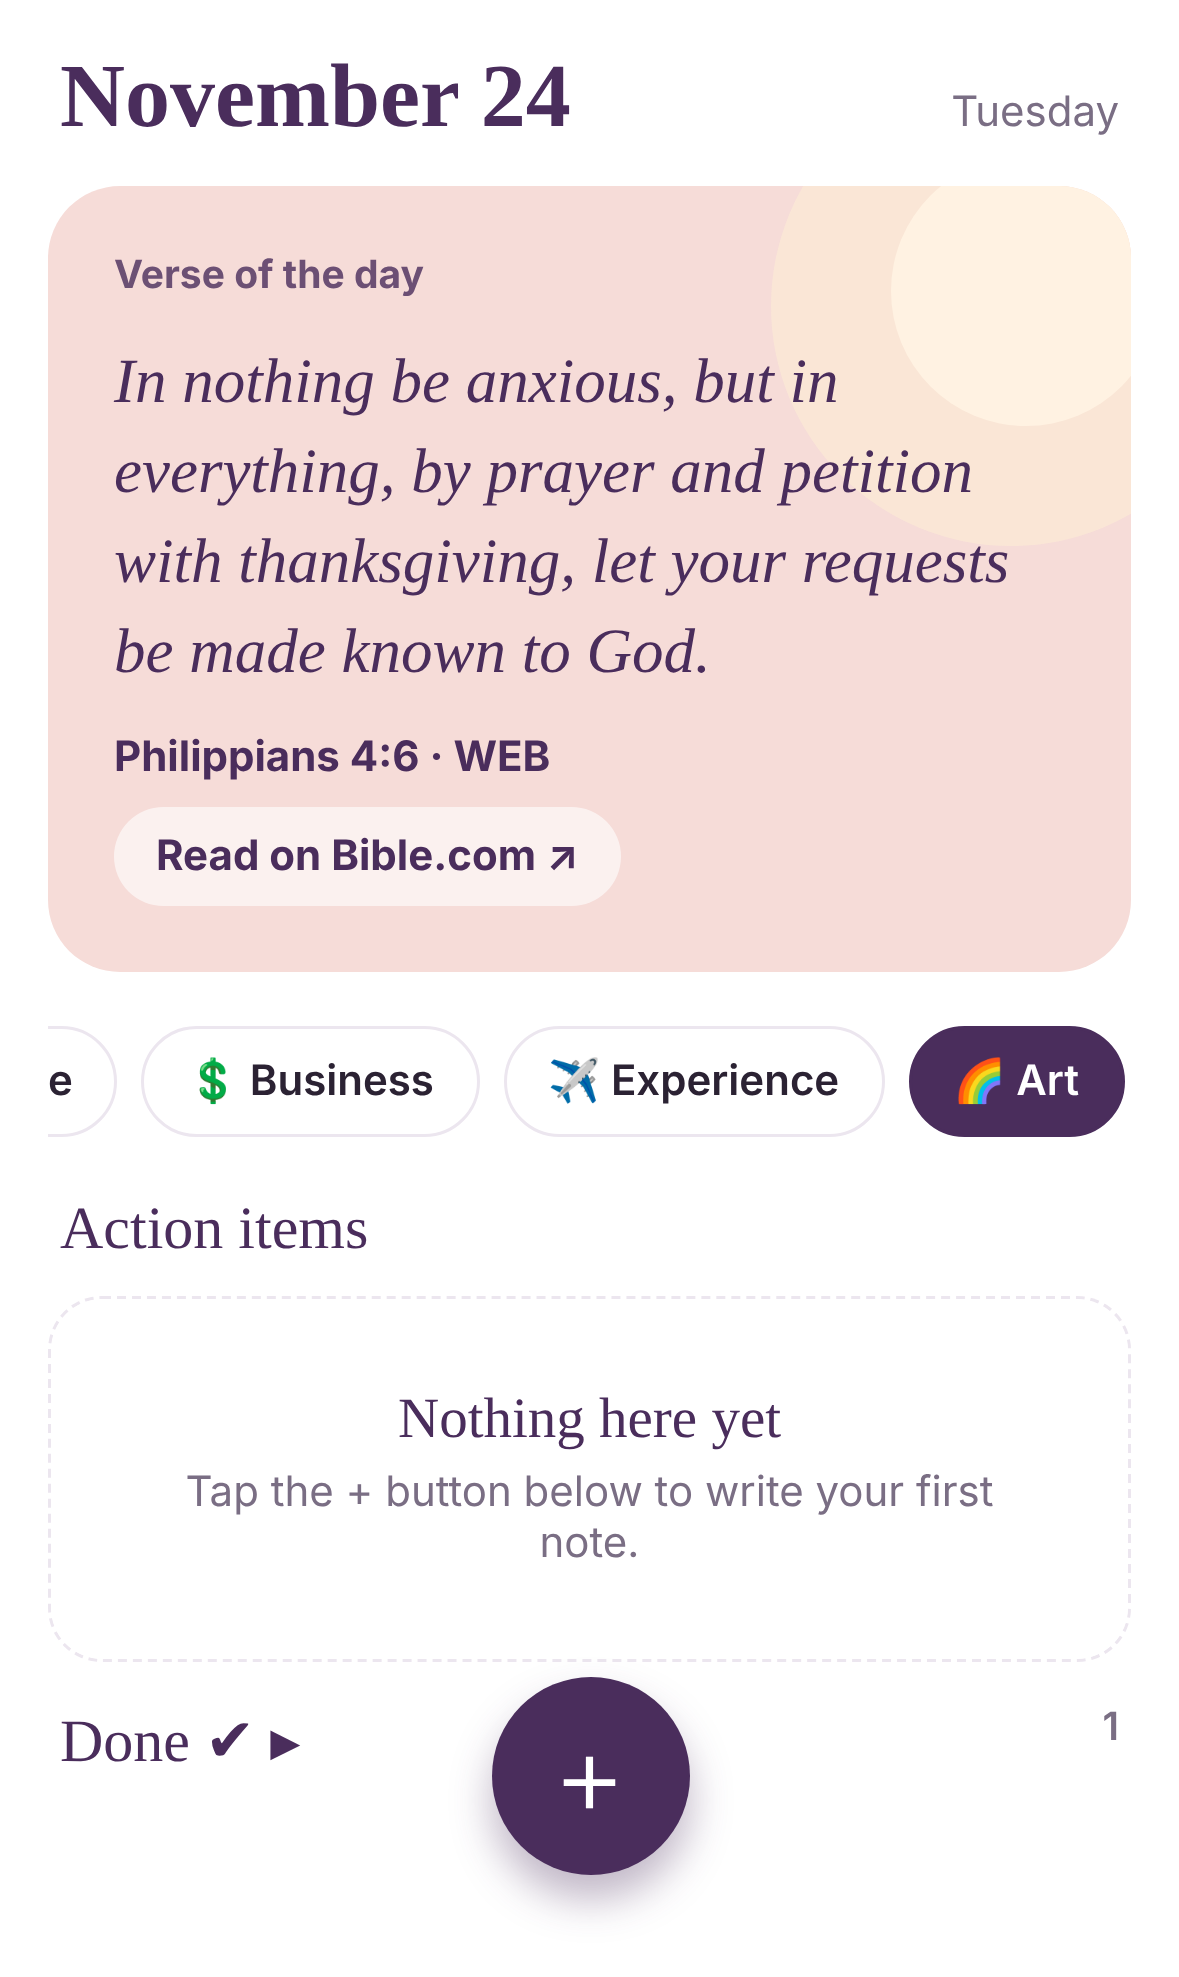 November 24
Tuesday
Verse of the day
In nothing be anxious, but in
everything, by prayer and petition
with thanksgiving, let your requests
be made known to God.
Philippians 4:6 · WEB
Read on Bible.com ↗
e
💲 Business
✈️ Experience
🌈 Art
Action items
Nothing here yet
Tap the + button below to write your first
note.
Done ✔ ▸
1
+